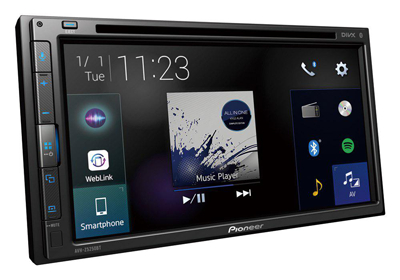 DIVX
1/1
Tue
11:23
WebLink
Smartphone
ALL IN ONE
Music Player
AV
Pioneer